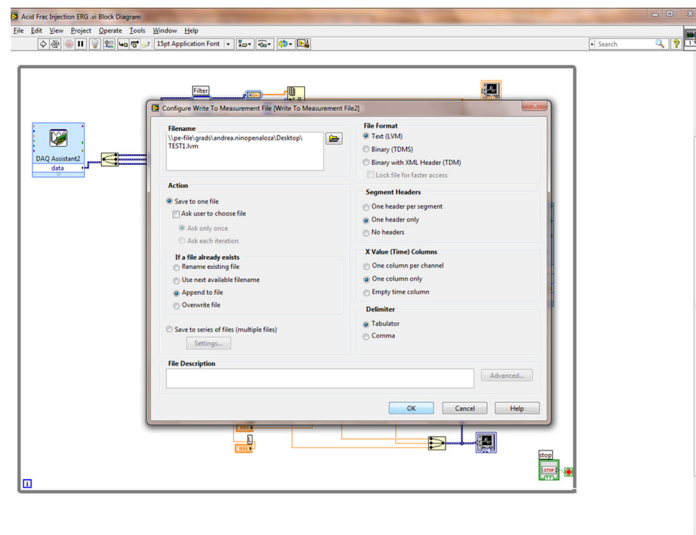 Acid Frac Injection ERG .vi Block Diagram
File Edit View Project Operate Tools Window Help
15pt Application Font
Search
Filter
DAQ Assistant2
data
Configure Write To Measurement File [Write To Measurement File2]
Filename
\\pe-file\grads\andrea.ninopenaloza\Desktop\
TEST1.lvm
Action
Save to one file
Ask user to choose file
Ask only once
Ask each iteration
If a file already exists
Rename existing file
Use next available filename
Append to file
Overwrite file
Save to series of files (multiple files)
Settings...
File Description
File Format
Text (LVM)
Binary (TDMS)
Binary with XML Header (TDM)
Lock file for faster access
Segment Headers
One header per segment
One header only
No headers
X Value (Time) Columns
One column per channel
One column only
Empty time column
Delimiter
Tabulator
Comma
Advanced...
OK Cancel Help
stop
STOP
i